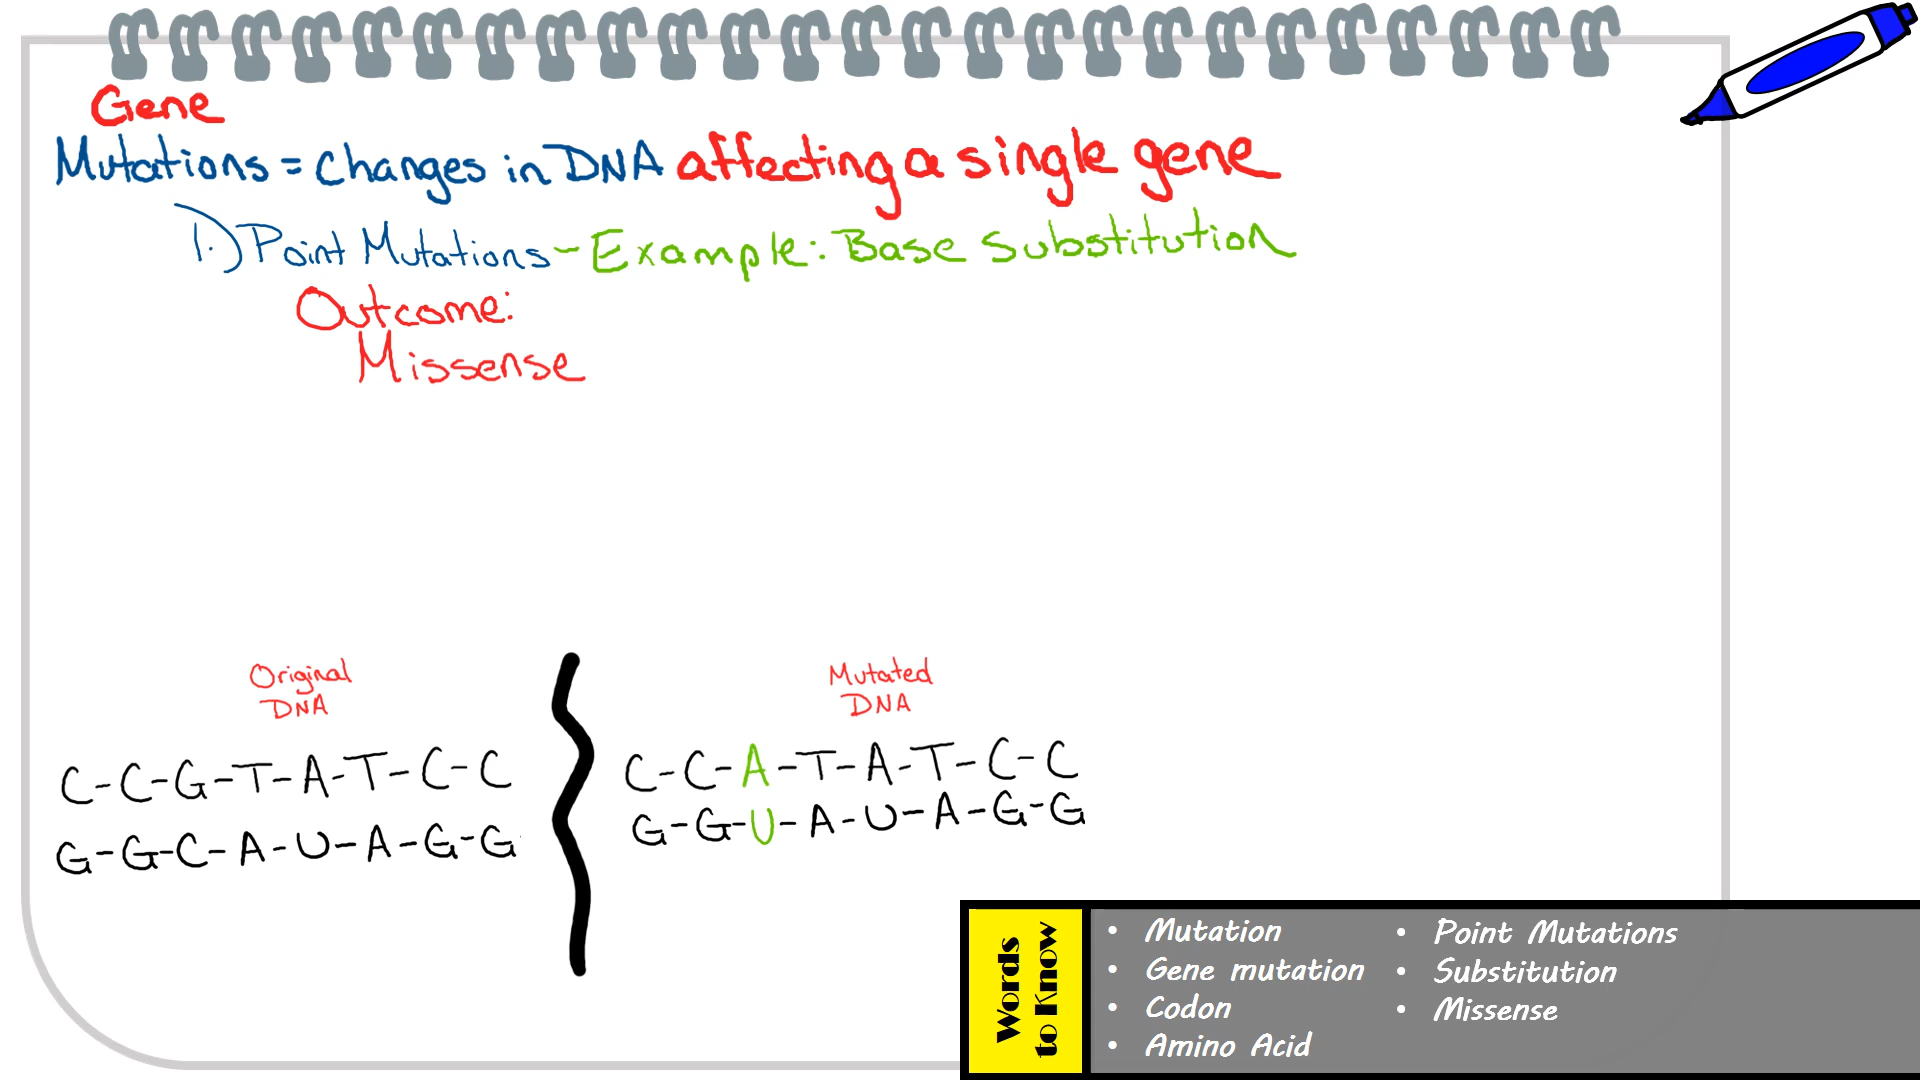 Gene
Mutations = Changes in DNA affecting a single gene
1.) Point Mutations - Example: Base Substitution
Outcome:
Missense
Original
DNA
C-C-G-T-A-T-C-C
G-G-C-A-U-A-G-G
Mutated
DNA
C-C-A-T-A-T-C-C
G-G-U-A-U-A-G-G
Words
to Know
• Mutation
• Gene mutation
• Codon
• Amino Acid
• Point Mutations
• Substitution
• Missense